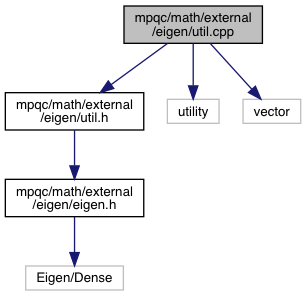 mpqc/math/external
/eigen/util.cpp
mpqc/math/external
/eigen/util.h
utility
vector
mpqc/math/external
/eigen/eigen.h
Eigen/Dense